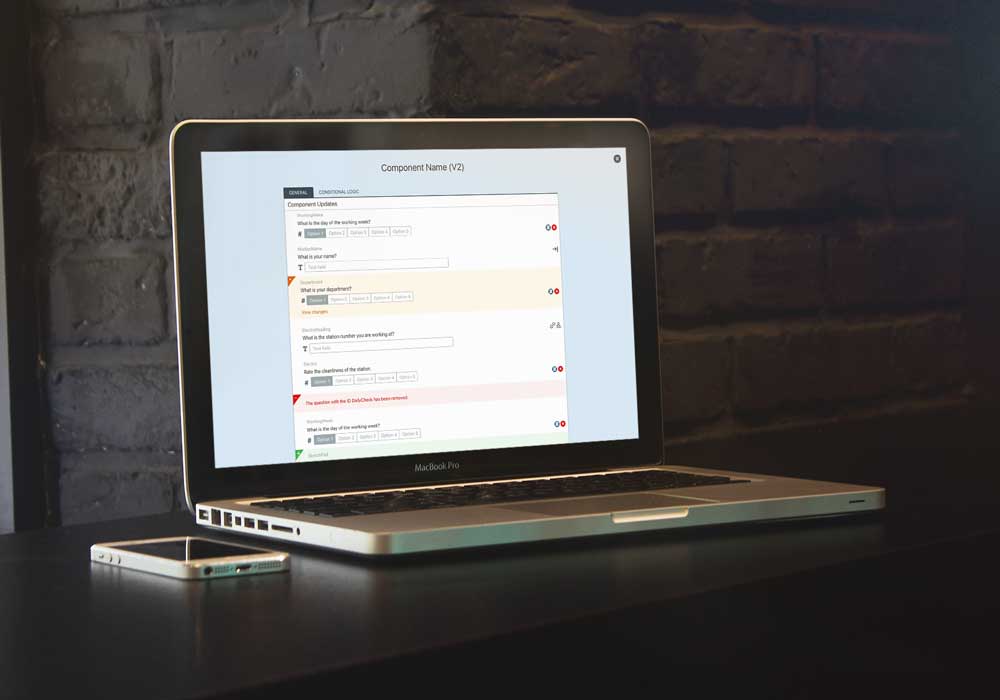 Component Name (V2)
GENERAL CONDITIONAL LOGIC
Component Updates
WorkingWeek
What is the day of the working week?
# Option 1 Option 2 Option 3 Option 4 Option 5
What is your name?
T Text field
Department
What is your department?
# Option 1 Option 2 Option 3 Option 4 Option 5
View changes
What is the station number you are working at?
T Text field
Rate the cleanliness of the station
# Option 1 Option 2 Option 3 Option 4 Option 5
The question with the ID DailyCheck has been removed.
WorkingWeek
What is the day of the working week?
# Option 1 Option 2 Option 3 Option 4 Option 5
SketchPad
MacBook Pro